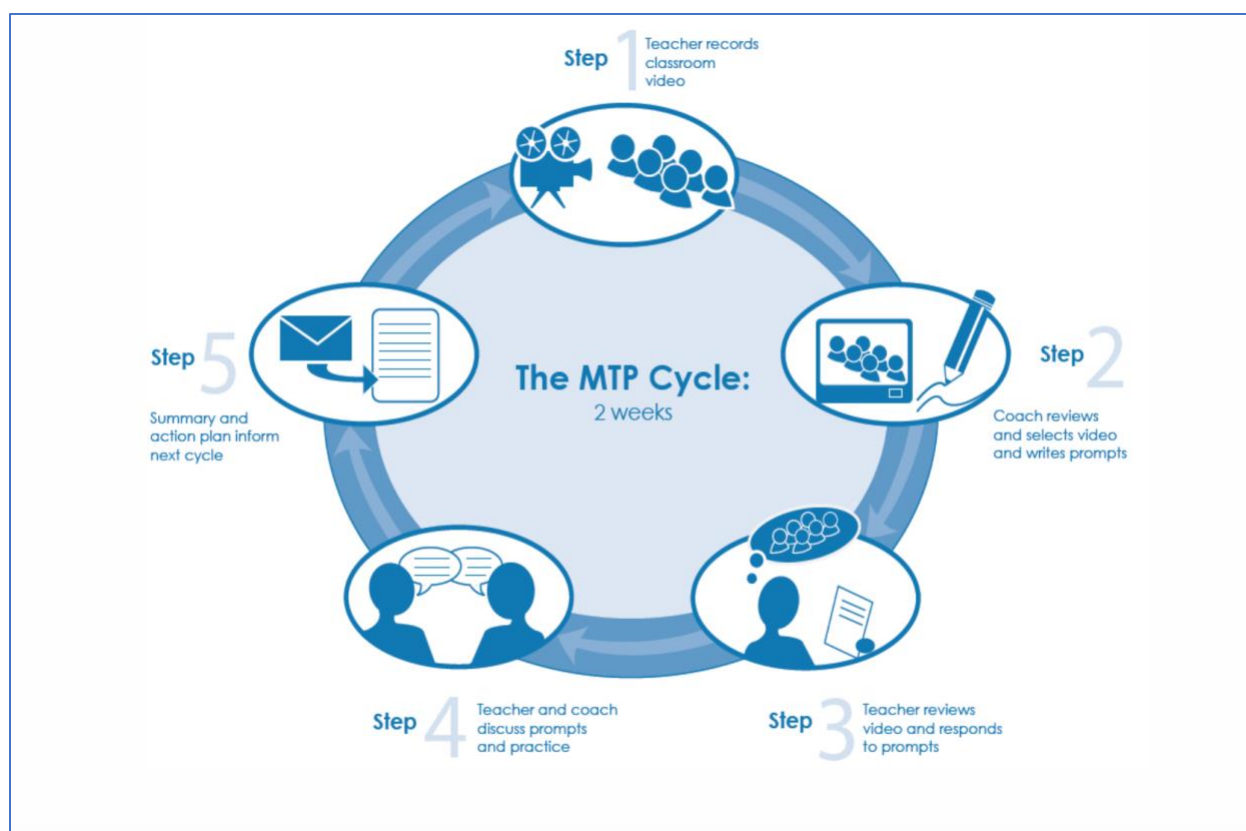 Step 1
Teacher records
classroom
video
Step 2
Coach reviews
and selects video
and writes prompts
Step 3
Teacher reviews
video and responds
to prompts
Step 4
Teacher and coach
discuss prompts
and practice
Step 5
Summary and
action plan inform
next cycle
The MTP Cycle:
2 weeks